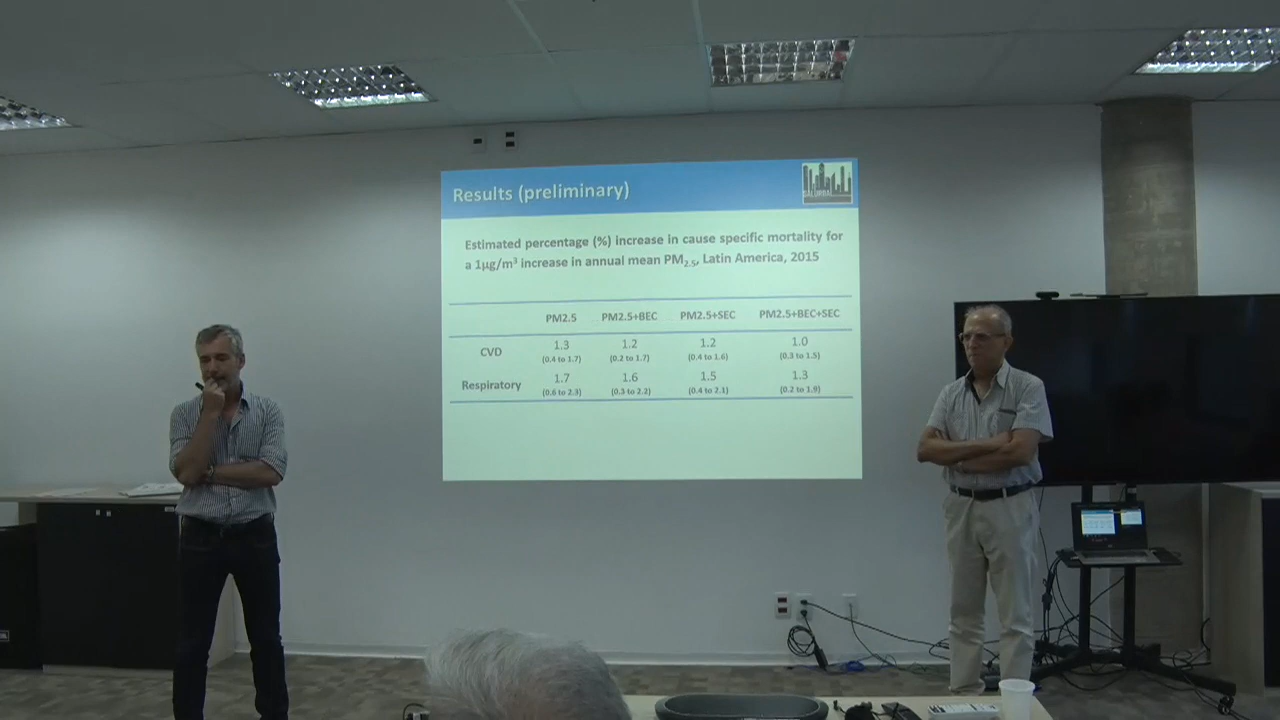 Results (preliminary)
SALURBAL
Estimated percentage (%) increase in cause specific mortality for
a 1µg/m³ increase in annual mean PM₂.₅, Latin America, 2015
PM2.5 PM2.5+BEC PM2.5+SEC PM2.5+BEC+SEC
CVD 1.3 1.2 1.2 1.0
(0.4 to 1.7) (0.2 to 1.7) (0.4 to 1.6) (0.3 to 1.5)
Respiratory 1.7 1.6 1.5 1.3
(0.6 to 2.3) (0.3 to 2.2) (0.4 to 2.1) (0.2 to 1.9)